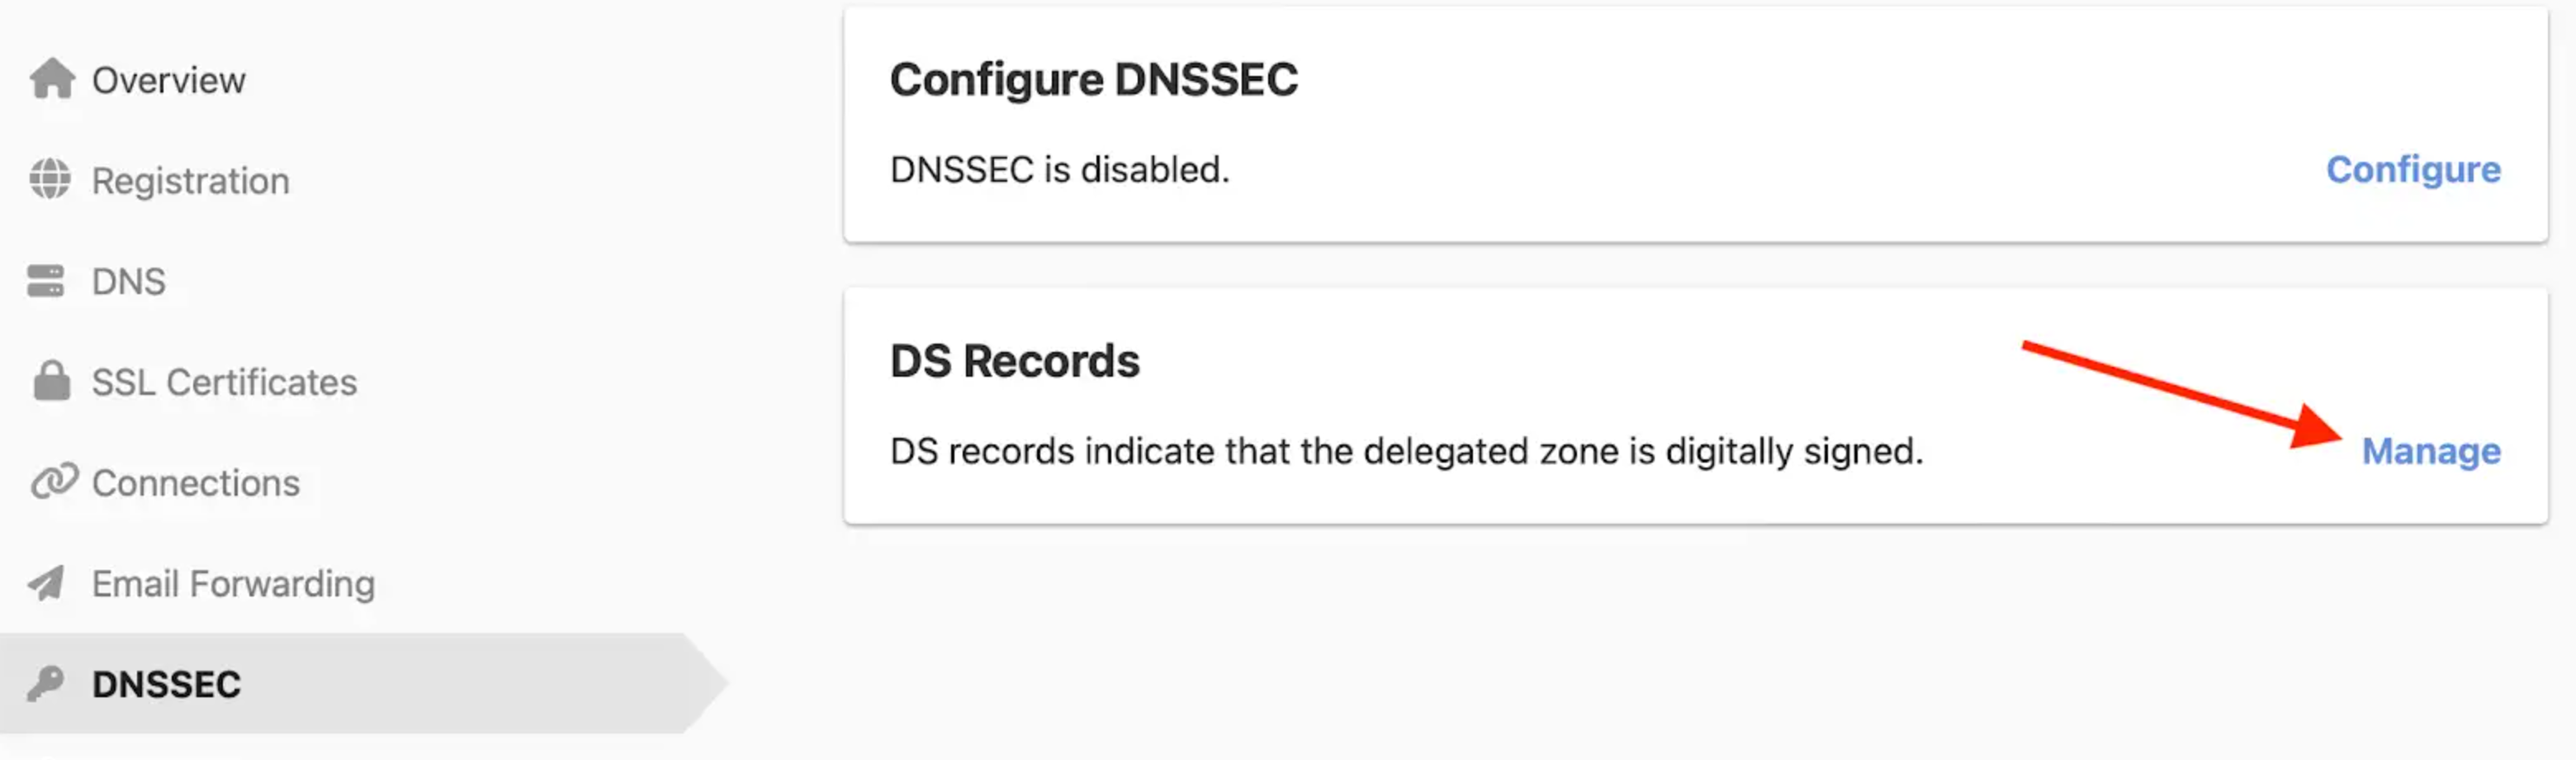 Overview
Registration
DNS
SSL Certificates
Connections
Email Forwarding
DNSSEC
Configure DNSSEC
DNSSEC is disabled.
Configure
DS Records
DS records indicate that the delegated zone is digitally signed.
Manage